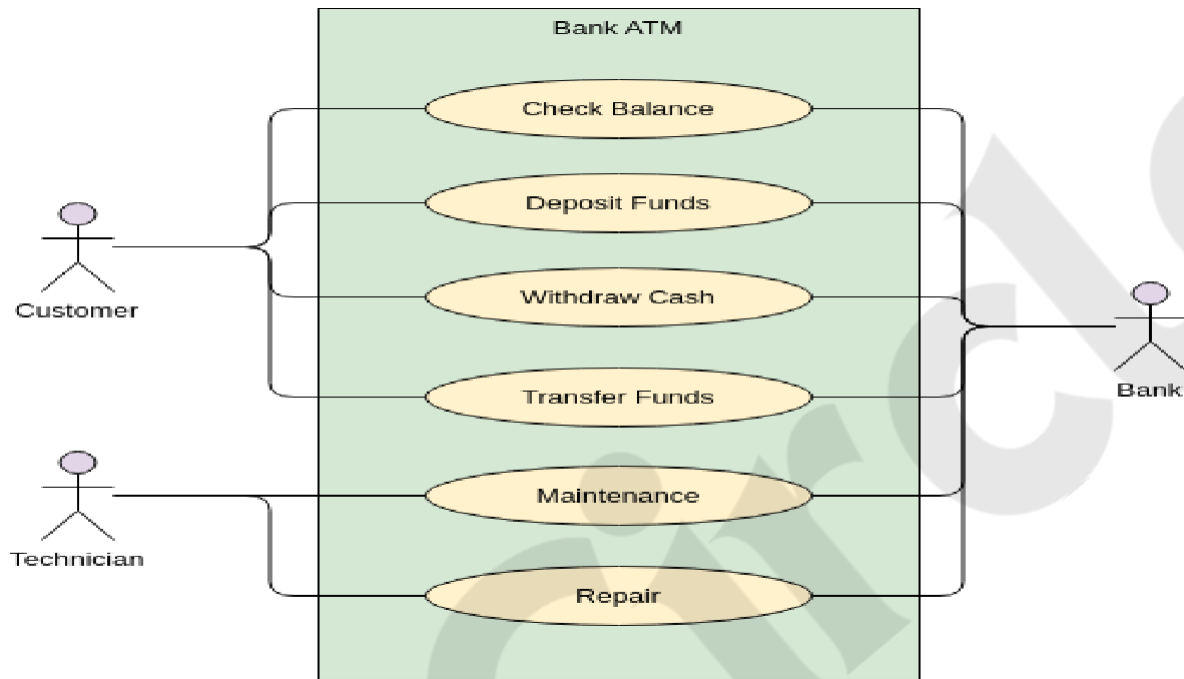 Bank ATM
Check Balance
Deposit Funds
Withdraw Cash
Transfer Funds
Maintenance
Repair
Customer
Technician
Bank